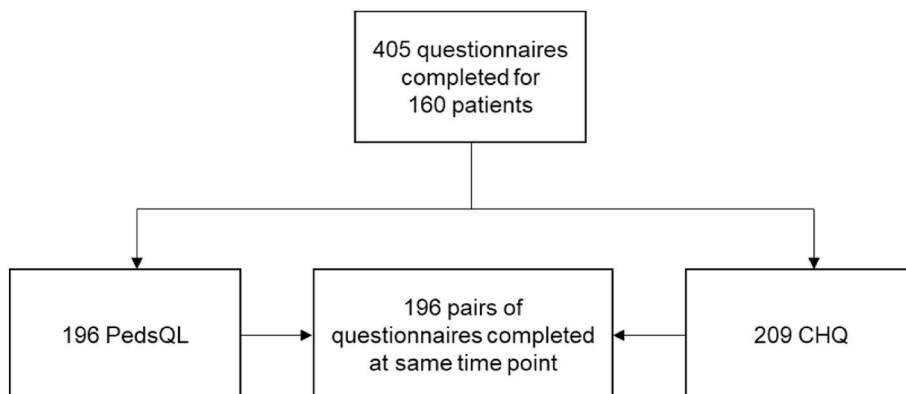 405 questionnaires
completed for
160 patients
196 PedsQL
196 pairs of
questionnaires completed
at same time point
209 CHQ